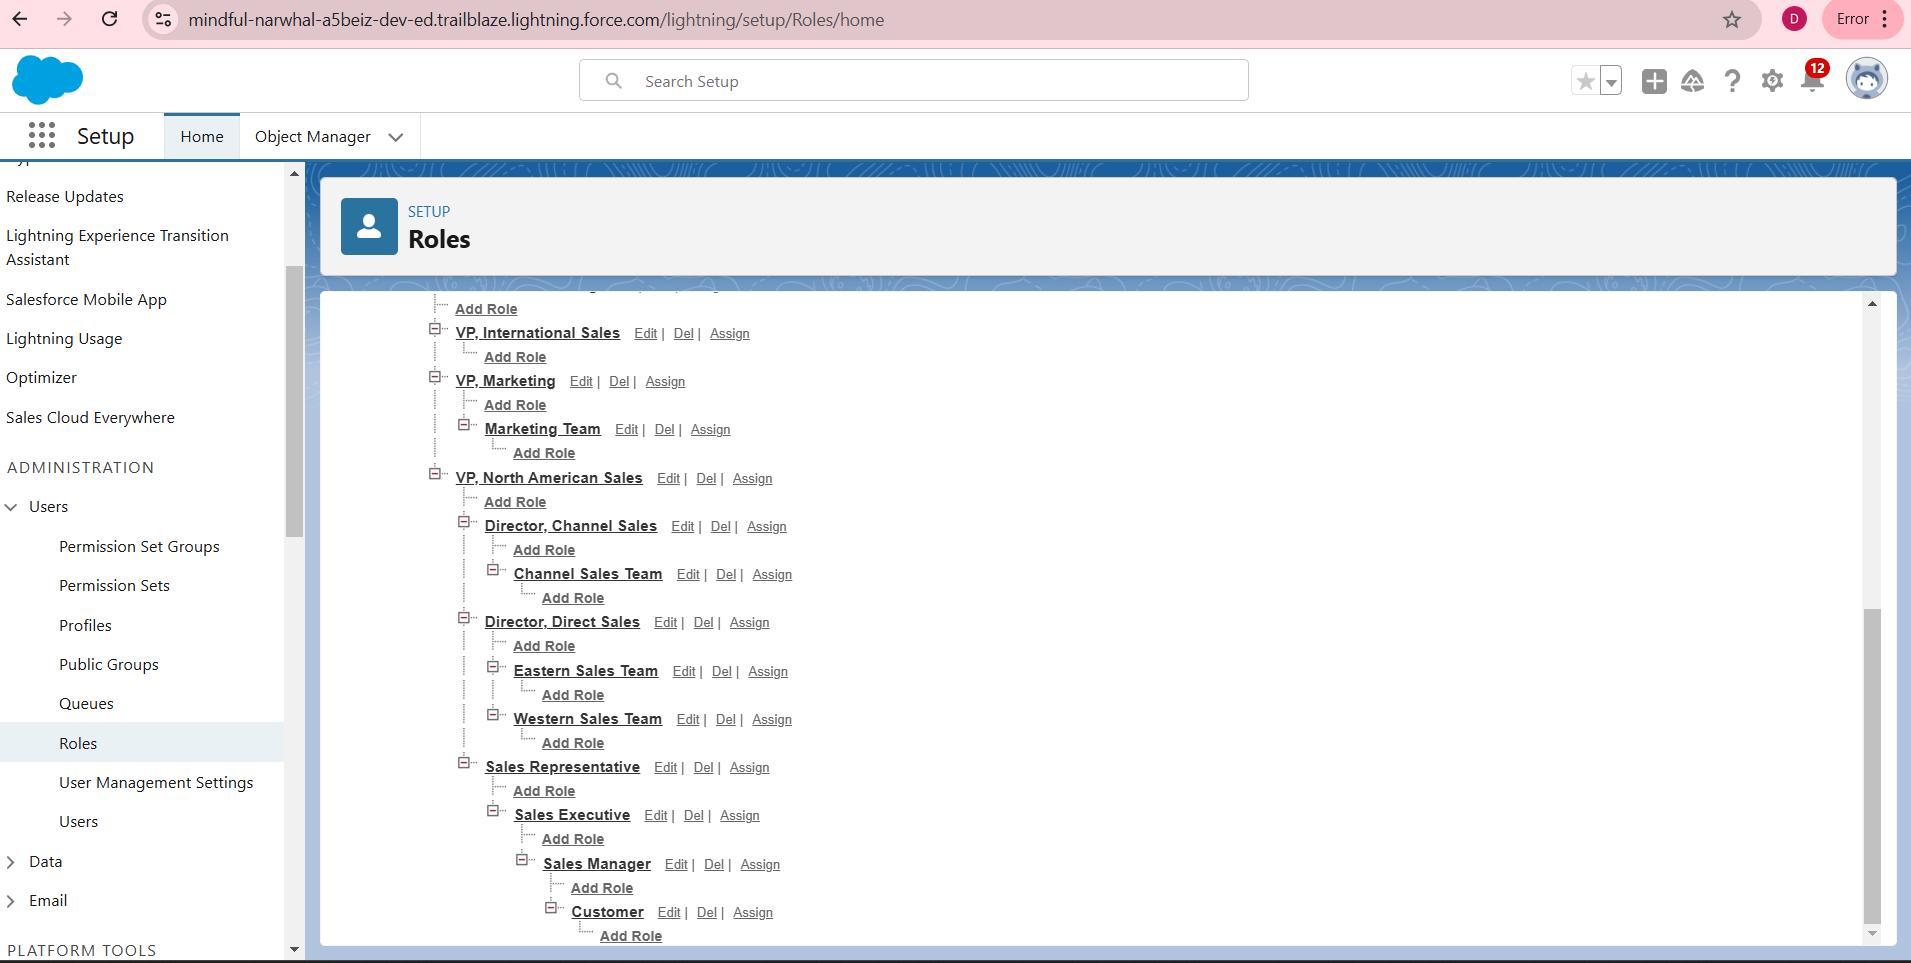 mindful-narwhal-a5beiz-dev-ed.trailblaze.lightning.force.com/lightning/setup/Roles/home
D
Error
Search Setup
12
Setup
Home
Object Manager
Release Updates
Lightning Experience Transition
Assistant
Salesforce Mobile App
Lightning Usage
Optimizer
Sales Cloud Everywhere
ADMINISTRATION
Users
Permission Set Groups
Permission Sets
Profiles
Public Groups
Queues
Roles
User Management Settings
Users
Data
Email
PLATFORM TOOLS
SETUP
Roles
Add Role
VP, International Sales Edit | Del | Assign
Add Role
VP, Marketing Edit | Del | Assign
Add Role
Marketing Team Edit | Del | Assign
Add Role
VP, North American Sales Edit | Del | Assign
Add Role
Director, Channel Sales Edit | Del | Assign
Add Role
Channel Sales Team Edit | Del | Assign
Add Role
Director, Direct Sales Edit | Del | Assign
Add Role
Eastern Sales Team Edit | Del | Assign
Add Role
Western Sales Team Edit | Del | Assign
Add Role
Sales Representative Edit | Del | Assign
Add Role
Sales Executive Edit | Del | Assign
Add Role
Sales Manager Edit | Del | Assign
Add Role
Customer Edit | Del | Assign
Add Role